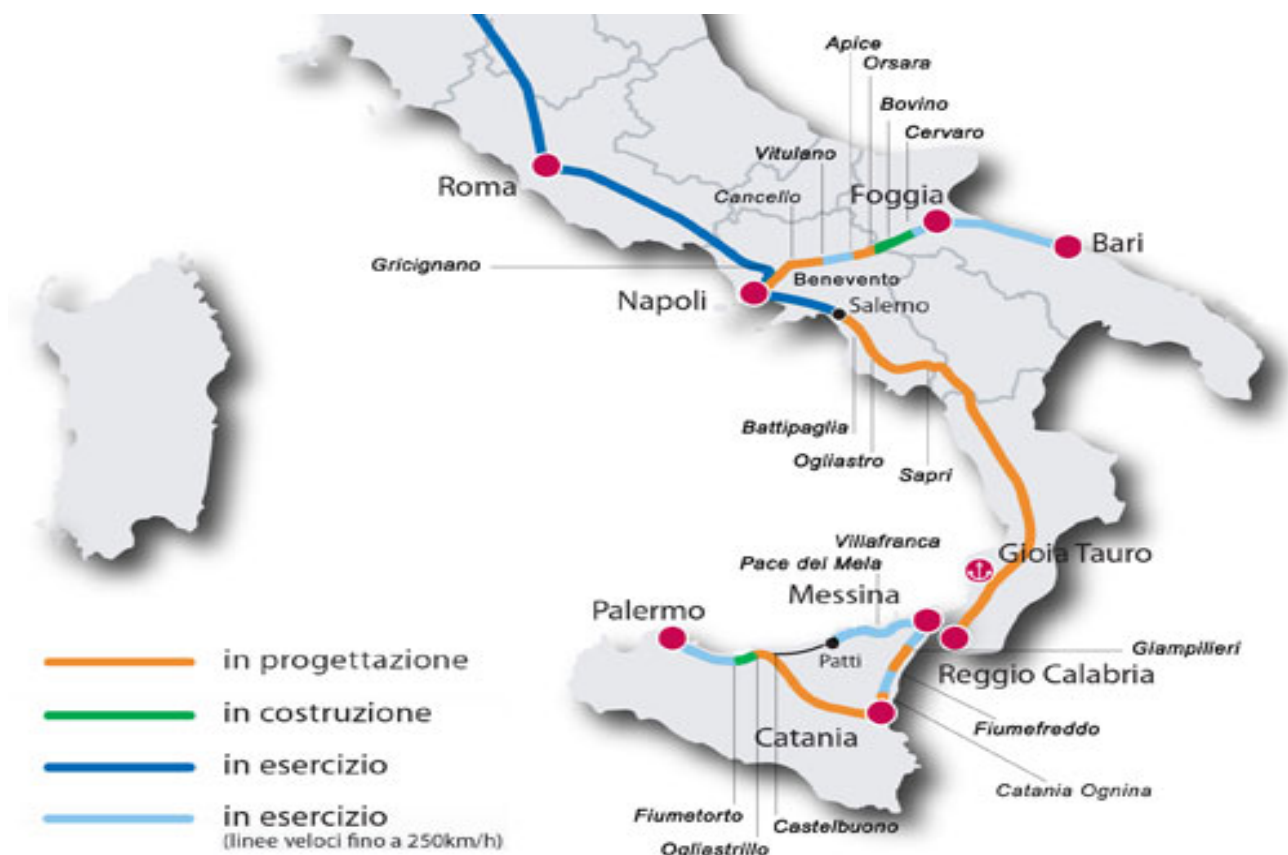 Apice
Orsara
Bovino
Cervaro
Vitulano
Cancello
Foggia
Roma
Bari
Gricignano
Benevento
Napoli
Salerno
Battipaglia
Ogliastro
Sapri
Villafranca
Gioia Tauro
Pace del Mela
Messina
Palermo
Giampilieri
Patti
Reggio Calabria
Fiumefreddo
Catania
Catania Ognina
Fiumetorto
Castelbuono
Ogliastrillo
in progettazione
in costruzione
in esercizio
in esercizio
(linee veloci fino a 250km/h)